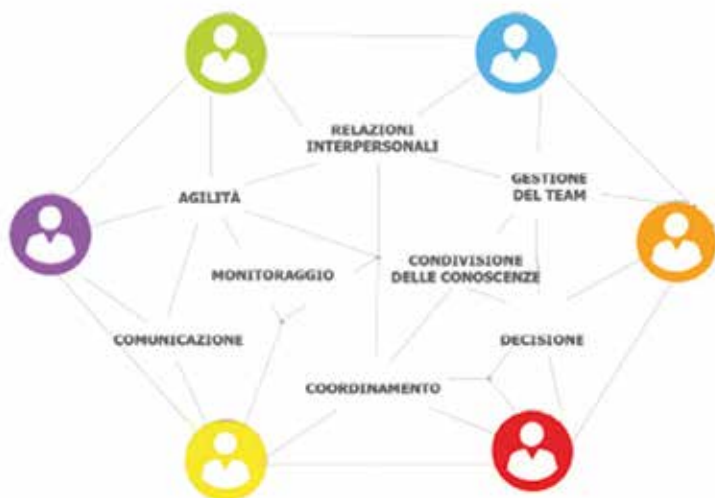 RELAZIONI
INTERPERSONALI
GESTIONE
DEL TEAM
AGILITÀ
CONDIVISIONE
DELLE CONOSCENZE
MONITORAGGIO
COMUNICAZIONE
DECISIONE
COORDINAMENTO